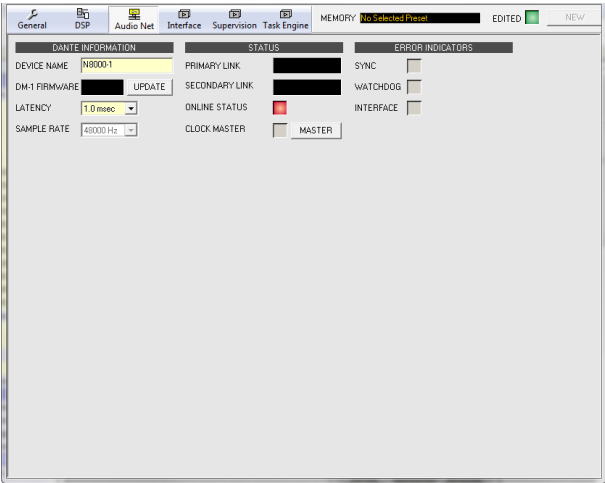 General DSP Audio Net Interface Supervision Task Engine MEMORY No Selected Preset EDITED NEW
DANTE INFORMATION STATUS ERROR INDICATORS
DEVICE NAME N8000-1 PRIMARY LINK SYNC
DM-1 FIRMWARE UPDATE SECONDARY LINK WATCHDOG
LATENCY 1.0 msec ONLINE STATUS INTERFACE
SAMPLE RATE 48000 Hz CLOCK MASTER MASTER